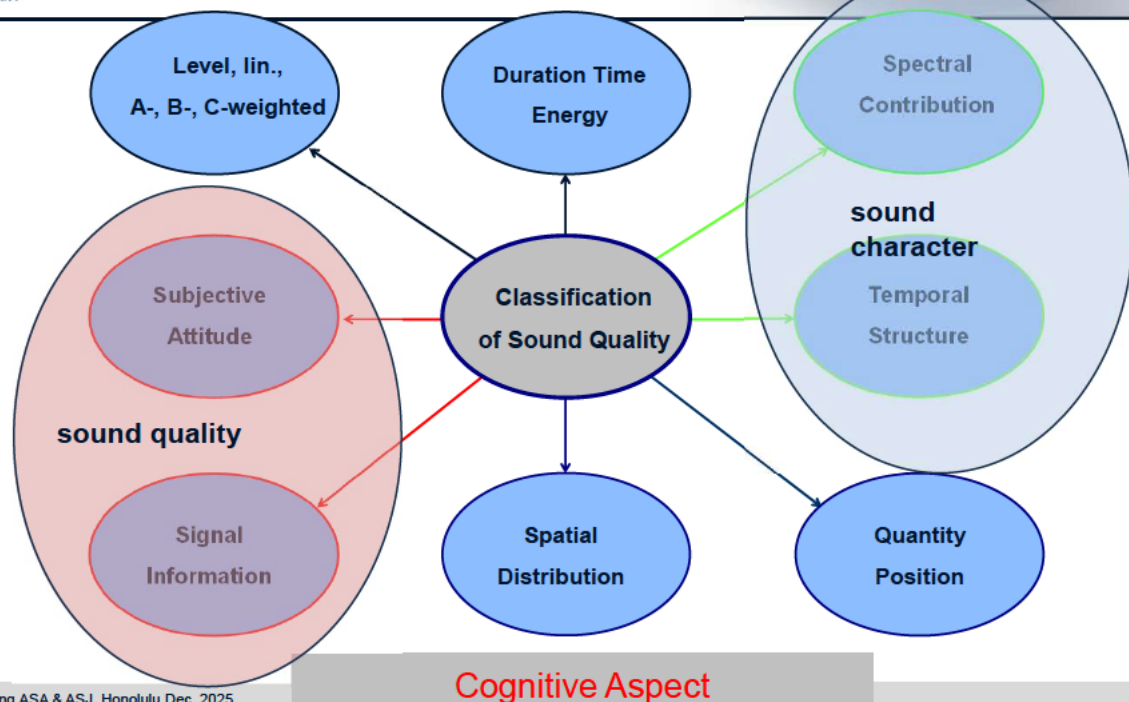 Level, lin.,
A-, B-, C-weighted
Duration Time
Energy
Spectral
Contribution
sound
character
Subjective
Attitude
Classification
of Sound Quality
Temporal
Structure
sound quality
Signal
Information
Spatial
Distribution
Quantity
Position
Cognitive Aspect
ASA & ASJ, Honolulu Dec. 2025